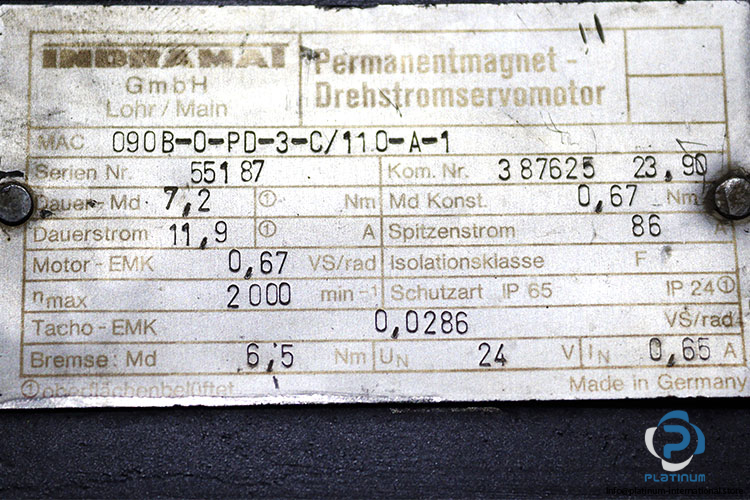 INDRAMAT
GmbH
Lohr / Main
Permanentmagnet -
Drehstromservomotor
MAC 090B-0-PD-3-C/110-A-1
Serien Nr. 55187 Kom. Nr. 387625 23,90
Dauer-Md 7,2 ① Nm Md Konst. 0,67 Nm
Dauerstrom 11,9 ① A Spitzenstrom 86 A
Motor - EMK 0,67 VS/rad Isolationsklasse F
nmax 2000 min -1 Schutzart IP 65 IP 24①
Tacho - EMK 0,0286 VS/rad
Bremse: Md 6,5 Nm UN 24 V IN 0,65 A
①oberflächenbelüftet Made in Germany
PLATINUM